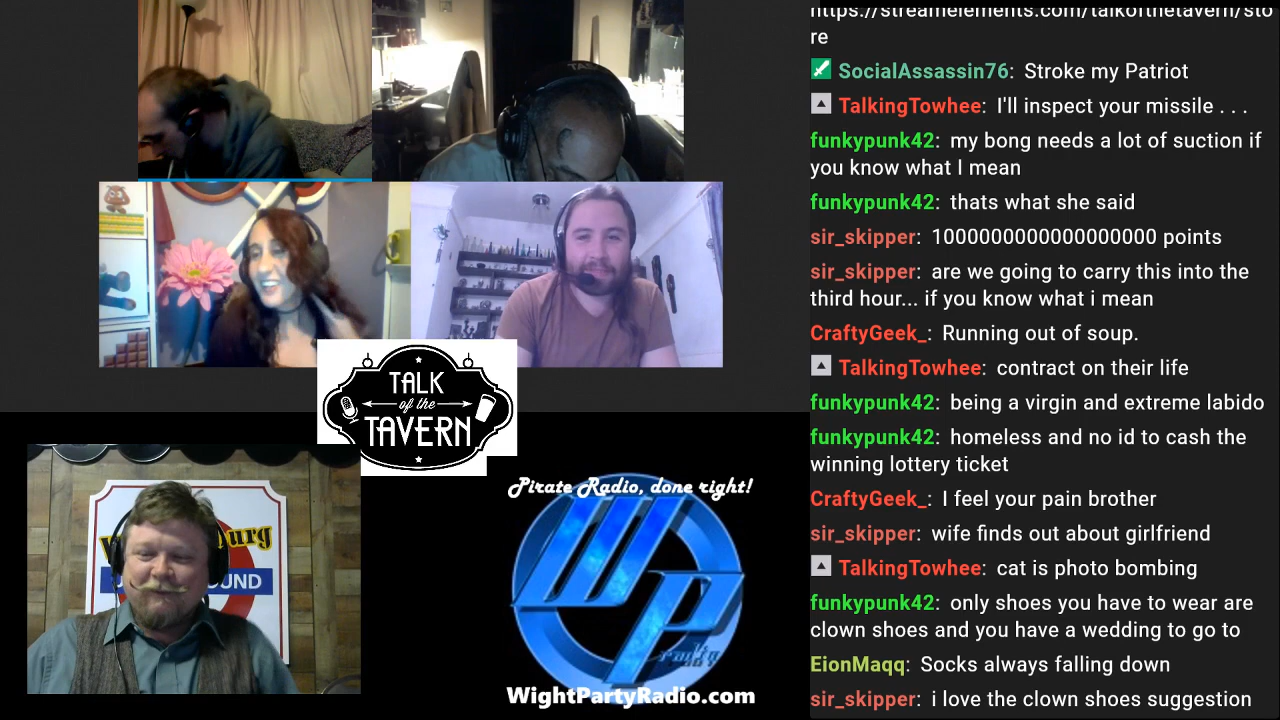 TALK
of the
TAVERN
urg
UND
Pirate Radio, done right!
WP
radio
WightPartyRadio.com
https://streamelements.com/talkofthetavern/sto
re
SocialAssassin76: Stroke my Patriot
TalkingTowhee: I'll inspect your missile . . .
funkypunk42: my bong needs a lot of suction if
you know what I mean
funkypunk42: thats what she said
sir_skipper: 1000000000000000000 points
sir_skipper: are we going to carry this into the
third hour... if you know what i mean
CraftyGeek_: Running out of soup.
TalkingTowhee: contract on their life
funkypunk42: being a virgin and extreme labido
funkypunk42: homeless and no id to cash the
winning lottery ticket
CraftyGeek_: I feel your pain brother
sir_skipper: wife finds out about girlfriend
TalkingTowhee: cat is photo bombing
funkypunk42: only shoes you have to wear are
clown shoes and you have a wedding to go to
EionMaqq: Socks always falling down
sir_skipper: i love the clown shoes suggestion